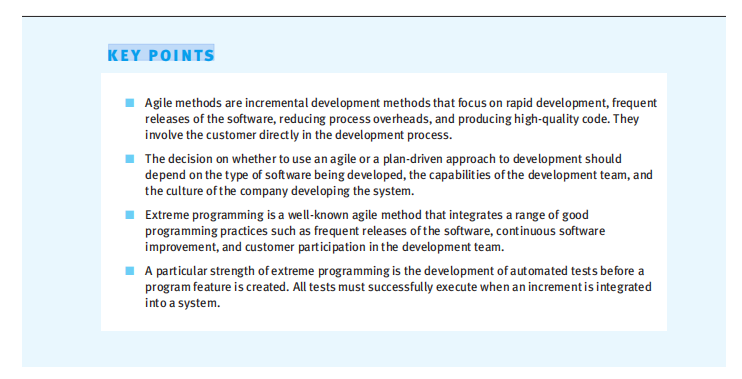 KEY POINTS
Agile methods are incremental development methods that focus on rapid development, frequent
releases of the software, reducing process overheads, and producing high-quality code. They
involve the customer directly in the development process.
The decision on whether to use an agile or a plan-driven approach to development should
depend on the type of software being developed, the capabilities of the development team, and
the culture of the company developing the system.
Extreme programming is a well-known agile method that integrates a range of good
programming practices such as frequent releases of the software, continuous software
improvement, and customer participation in the development team.
A particular strength of extreme programming is the development of automated tests before a
program feature is created. All tests must successfully execute when an increment is integrated
into a system.